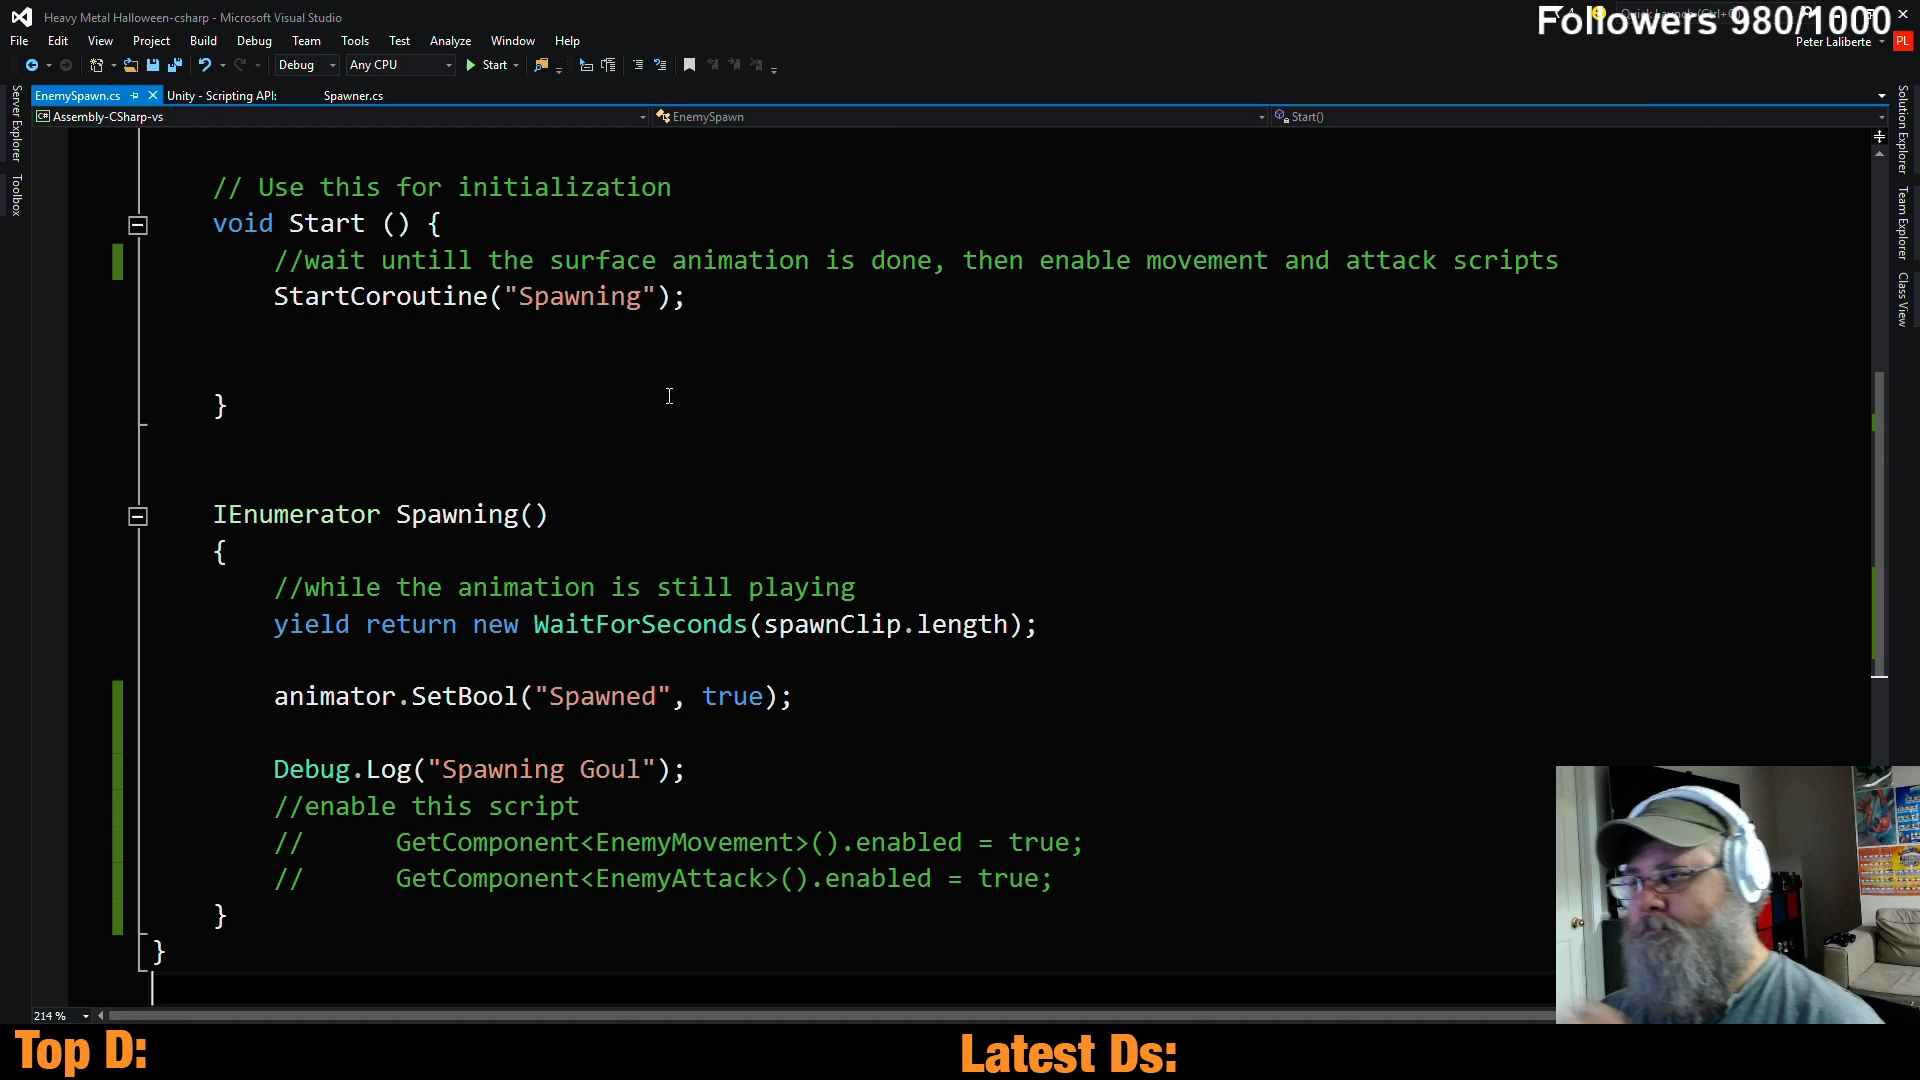 Heavy Metal Halloween-csharp - Microsoft Visual Studio
Followers 980/1000
File Edit View Project Build Debug Team Tools Test Analyze Window Help
Peter Laliberte PL
Debug Any CPU Start
EnemySpawn.cs Unity - Scripting API: Spawner.cs
Assembly-CSharp-vs EnemySpawn Start()
Server Explorer
Toolbox
Solution Explorer
Team Explorer
Class View
// Use this for initialization
void Start () {
//wait untill the surface animation is done, then enable movement and attack scripts
StartCoroutine("Spawning");
}
IEnumerator Spawning()
{
//while the animation is still playing
yield return new WaitForSeconds(spawnClip.length);
animator.SetBool("Spawned", true);
Debug.Log("Spawning Goul");
//enable this script
// GetComponent<EnemyMovement>().enabled = true;
// GetComponent<EnemyAttack>().enabled = true;
}
}
214 %
Top D:
Latest Ds: